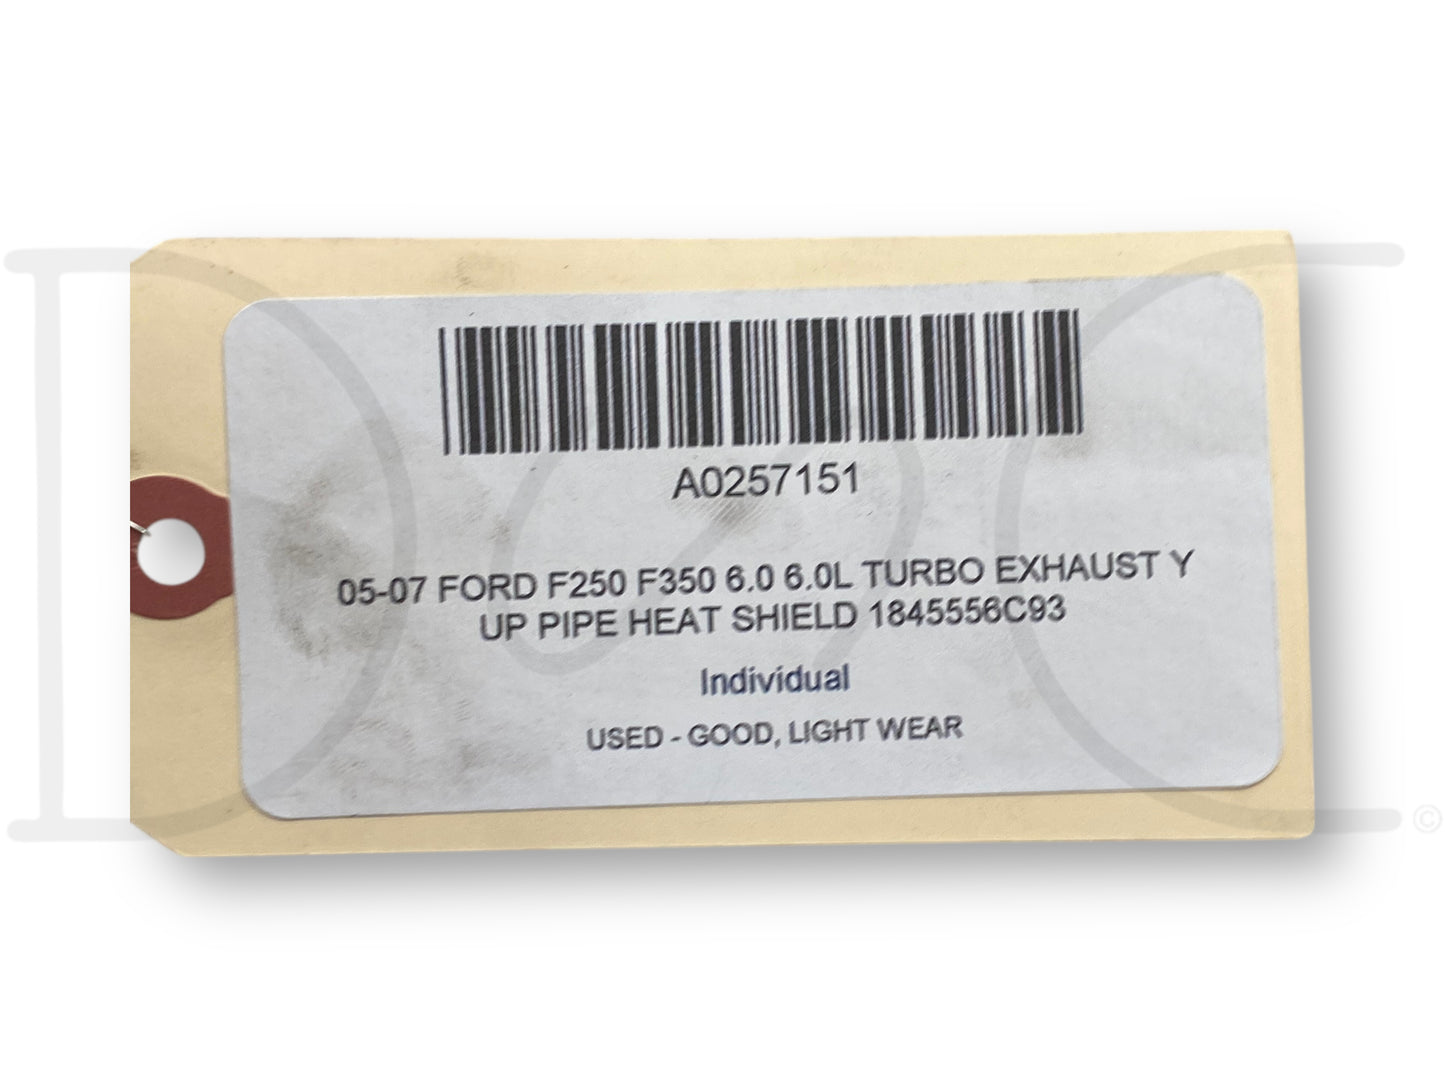 A0257151
05-07 FORD F250 F350 6.0 6.0L TURBO EXHAUST Y
UP PIPE HEAT SHIELD 1845556C93
Individual
USED - GOOD, LIGHT WEAR
©